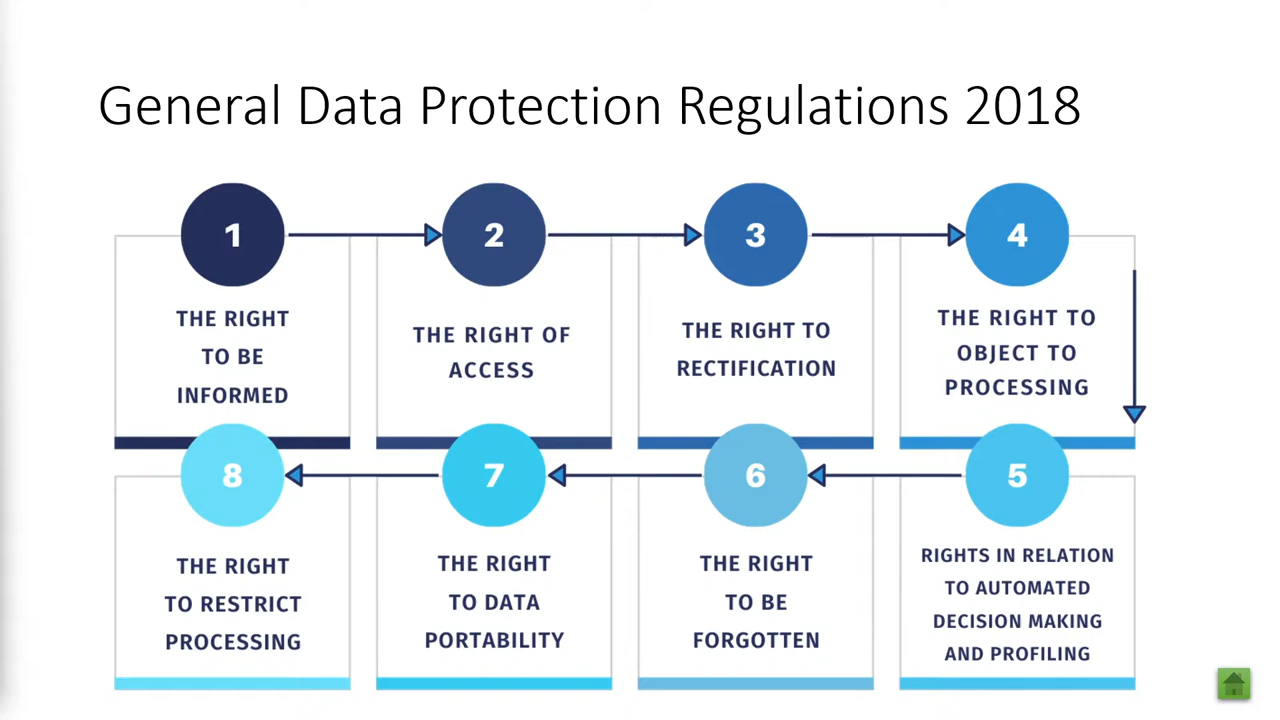 General Data Protection Regulations 2018
1
THE RIGHT
TO BE
INFORMED
2
THE RIGHT OF
ACCESS
3
THE RIGHT TO
RECTIFICATION
4
THE RIGHT TO
OBJECT TO
PROCESSING
5
RIGHTS IN RELATION
TO AUTOMATED
DECISION MAKING
AND PROFILING
6
THE RIGHT
TO BE
FORGOTTEN
7
THE RIGHT
TO DATA
PORTABILITY
8
THE RIGHT
TO RESTRICT
PROCESSING